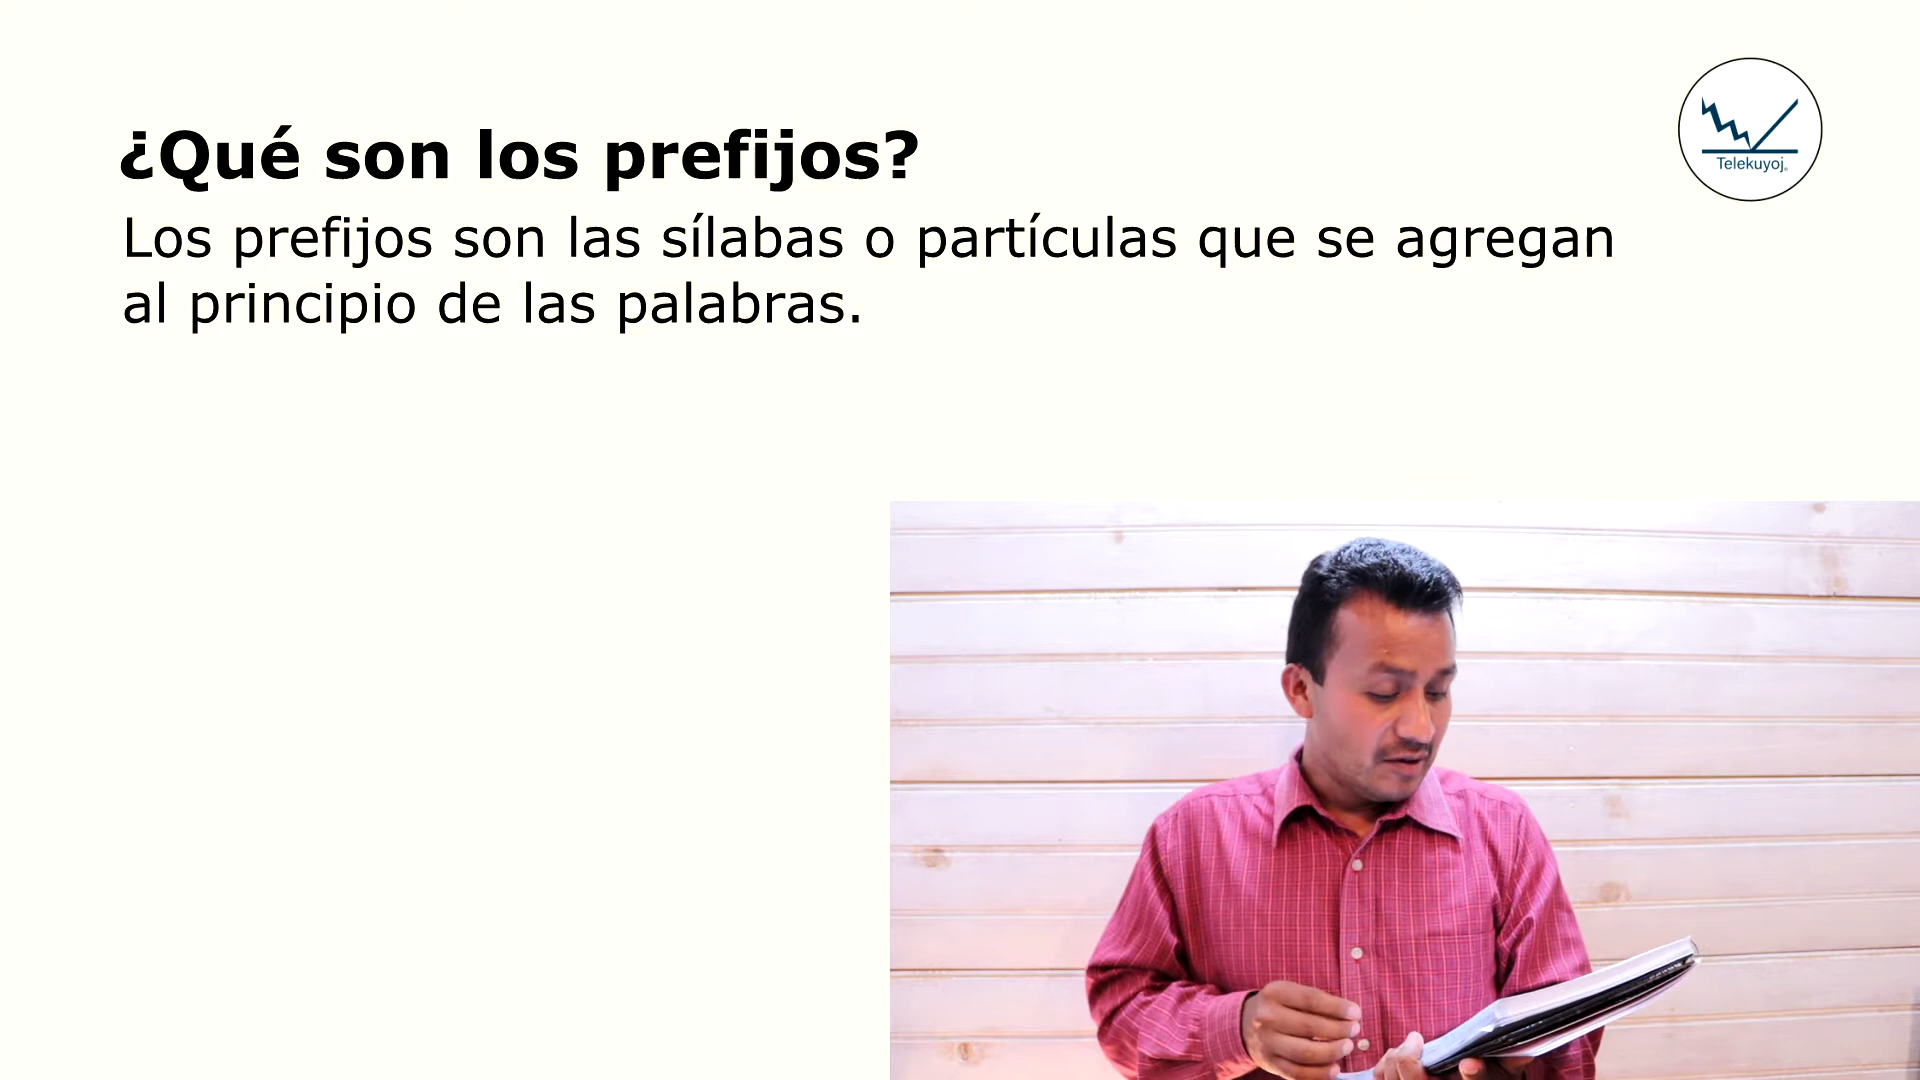 ¿Qué son los prefijos?
Los prefijos son las sílabas o partículas que se agregan
al principio de las palabras.
Telekuyoj